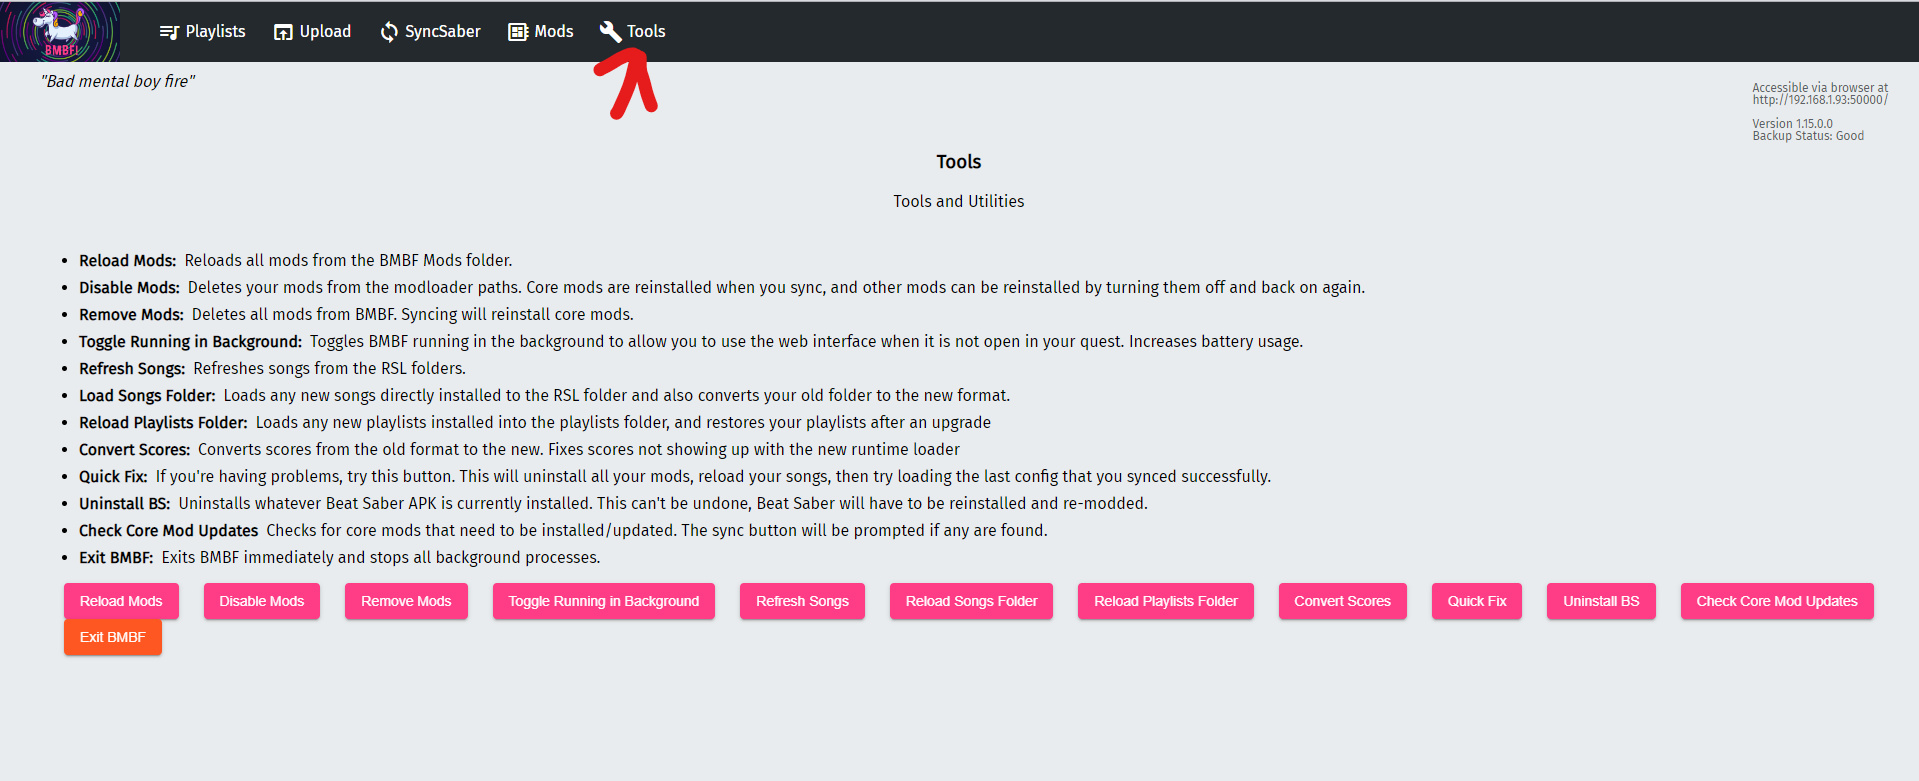 BMBF!
Playlists
Upload
SyncSaber
Mods
Tools
"Bad mental boy fire"
Accessible via browser at
http://192.168.1.93:50000/
Version 1.15.0.0
Backup Status: Good
Tools
Tools and Utilities
• Reload Mods: Reloads all mods from the BMBF Mods folder.
• Disable Mods: Deletes your mods from the modloader paths. Core mods are reinstalled when you sync, and other mods can be reinstalled by turning them off and back on again.
• Remove Mods: Deletes all mods from BMBF. Syncing will reinstall core mods.
• Toggle Running in Background: Toggles BMBF running in the background to allow you to use the web interface when it is not open in your quest. Increases battery usage.
• Refresh Songs: Refreshes songs from the RSL folders.
• Load Songs Folder: Loads any new songs directly installed to the RSL folder and also converts your old folder to the new format.
• Reload Playlists Folder: Loads any new playlists installed into the playlists folder, and restores your playlists after an upgrade
• Convert Scores: Converts scores from the old format to the new. Fixes scores not showing up with the new runtime loader
• Quick Fix: If you're having problems, try this button. This will uninstall all your mods, reload your songs, then try loading the last config that you synced successfully.
• Uninstall BS: Uninstalls whatever Beat Saber APK is currently installed. This can't be undone, Beat Saber will have to be reinstalled and re-modded.
• Check Core Mod Updates Checks for core mods that need to be installed/updated. The sync button will be prompted if any are found.
• Exit BMBF: Exits BMBF immediately and stops all background processes.
Reload Mods
Disable Mods
Remove Mods
Toggle Running in Background
Refresh Songs
Reload Songs Folder
Reload Playlists Folder
Convert Scores
Quick Fix
Uninstall BS
Check Core Mod Updates
Exit BMBF